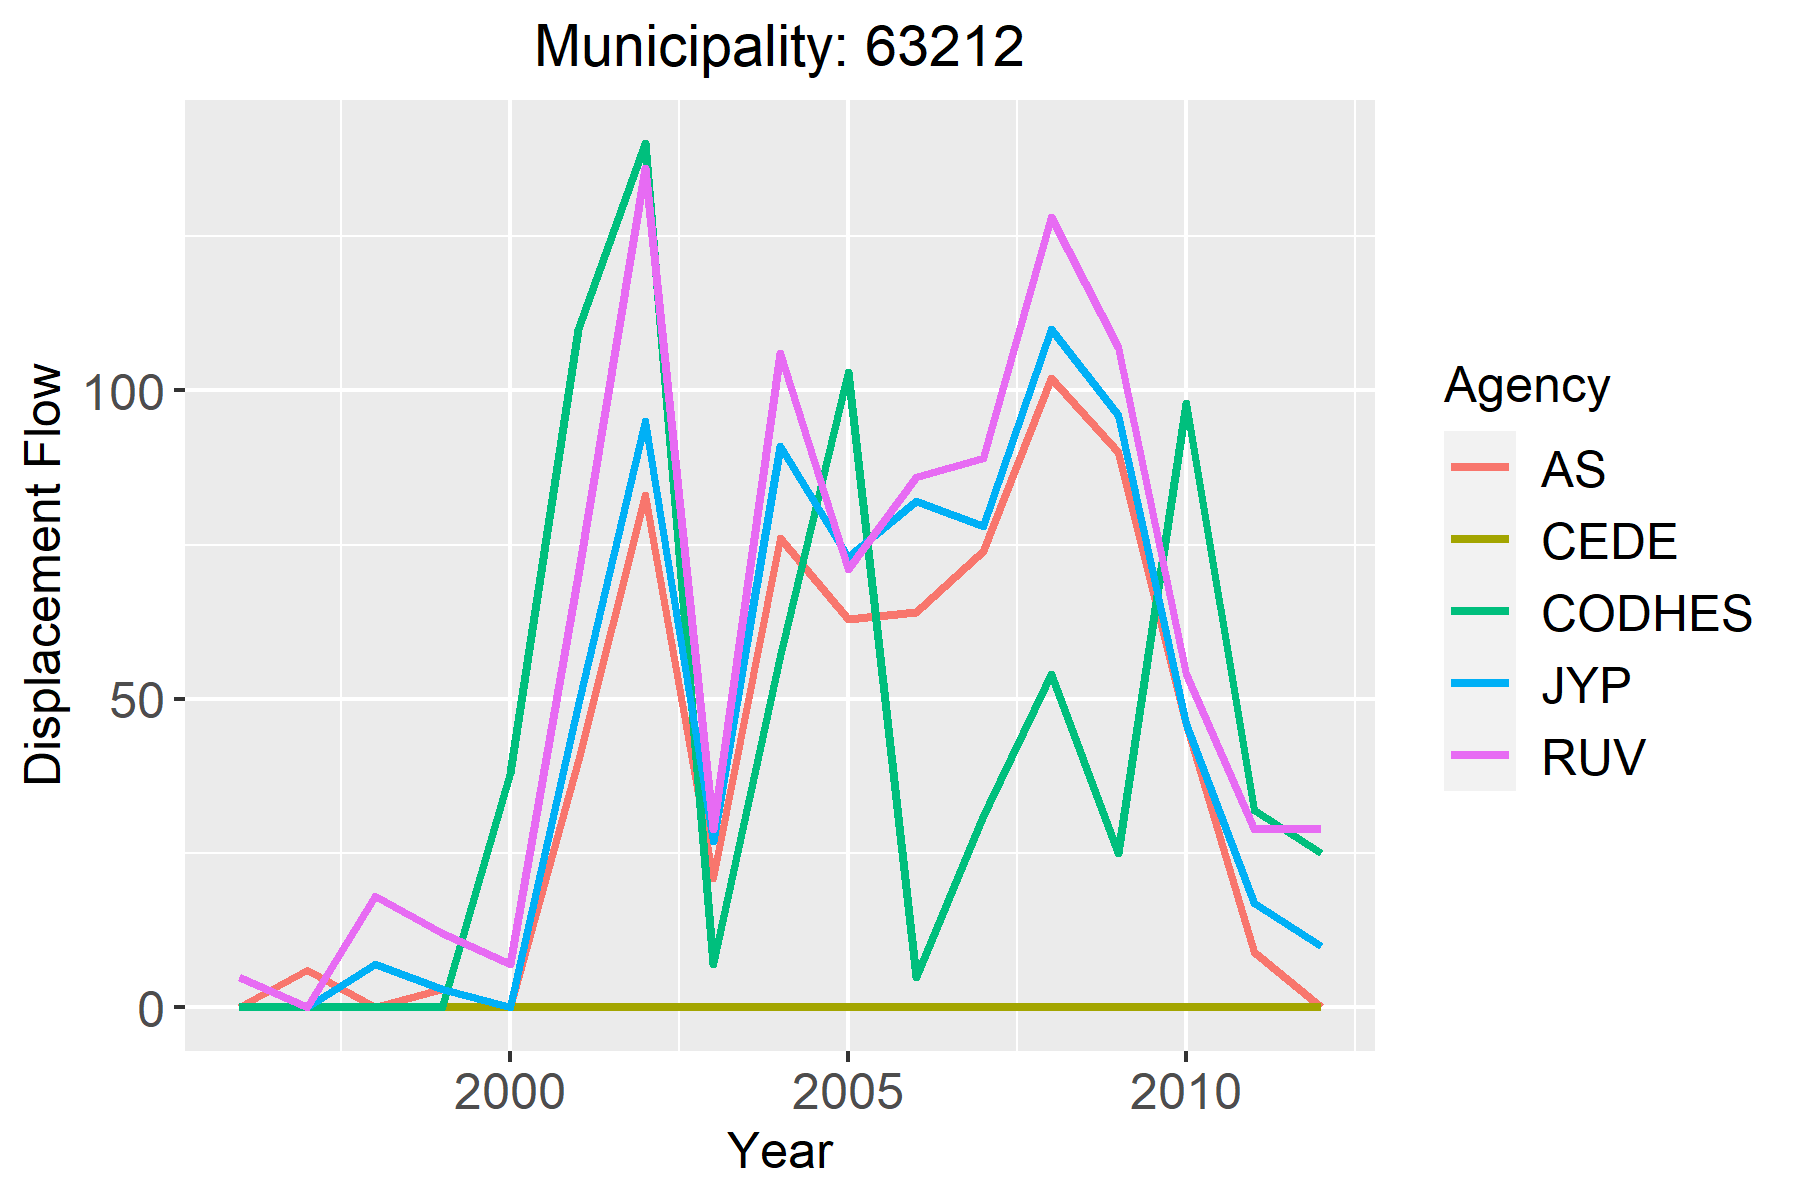 Municipality: 63212
Displacement Flow
100
50
0
2000 2005 2010
Year
Agency
AS
CEDE
CODHES
JYP
RUV